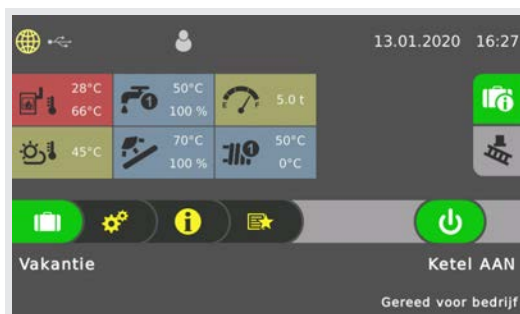 13.01.2020 16:27
28°C
66°C
50°C
100 %
5.0 t
45°C
70°C
100 %
50°C
0°C
Vakantie
Ketel AAN
Gereed voor bedrijf